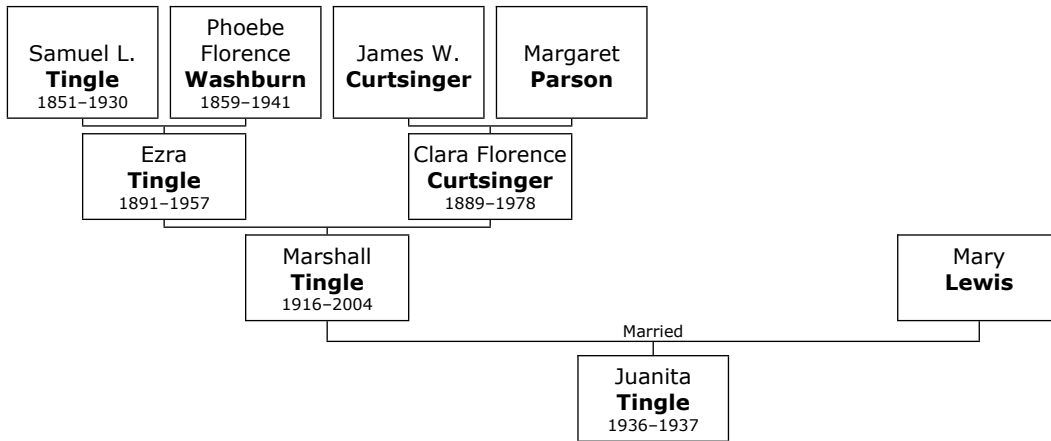 Samuel L.
Tingle
1851–1930
Phoebe
Florence
Washburn
1859–1941
James W.
Curtsinger
Margaret
Parson
Ezra
Tingle
1891–1957
Clara Florence
Curtsinger
1889–1978
Marshall
Tingle
1916–2004
Mary
Lewis
Married
Juanita
Tingle
1936–1937